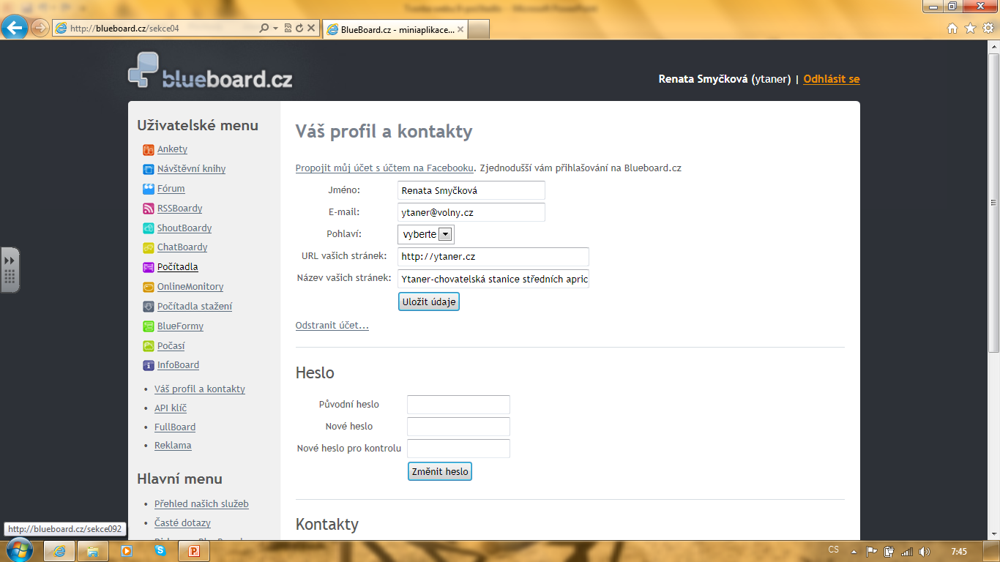 http://blueboard.cz/sekce04
BlueBoard.cz - miniaplikace...
blueboard.cz
Renata Smyčková (ytaner) | Odhlásit se
Uživatelské menu
Ankety
Návštěvní knihy
Fórum
RSSBoardy
ShoutBoardy
ChatBoardy
Počítadla
OnlineMonitory
Počítadla stažení
BlueFormy
Počasí
InfoBoard
Váš profil a kontakty
API klíč
FullBoard
Reklama
Hlavní menu
Přehled našich služeb
Časté dotazy
Váš profil a kontakty
Propojit můj účet s účtem na Facebooku. Zjednodušší vám přihlašování na Blueboard.cz
Jméno: Renata Smyčková
E-mail: ytaner@volny.cz
Pohlaví: vyberte
URL vašich stránek: http://ytaner.cz
Název vašich stránek: Ytaner-chovatelská stanice středních apric
Uložit údaje
Odstranit účet...
Heslo
Původní heslo
Nové heslo
Nové heslo pro kontrolu
Změnit heslo
Kontakty
http://blueboard.cz/sekce092
CS
7:45